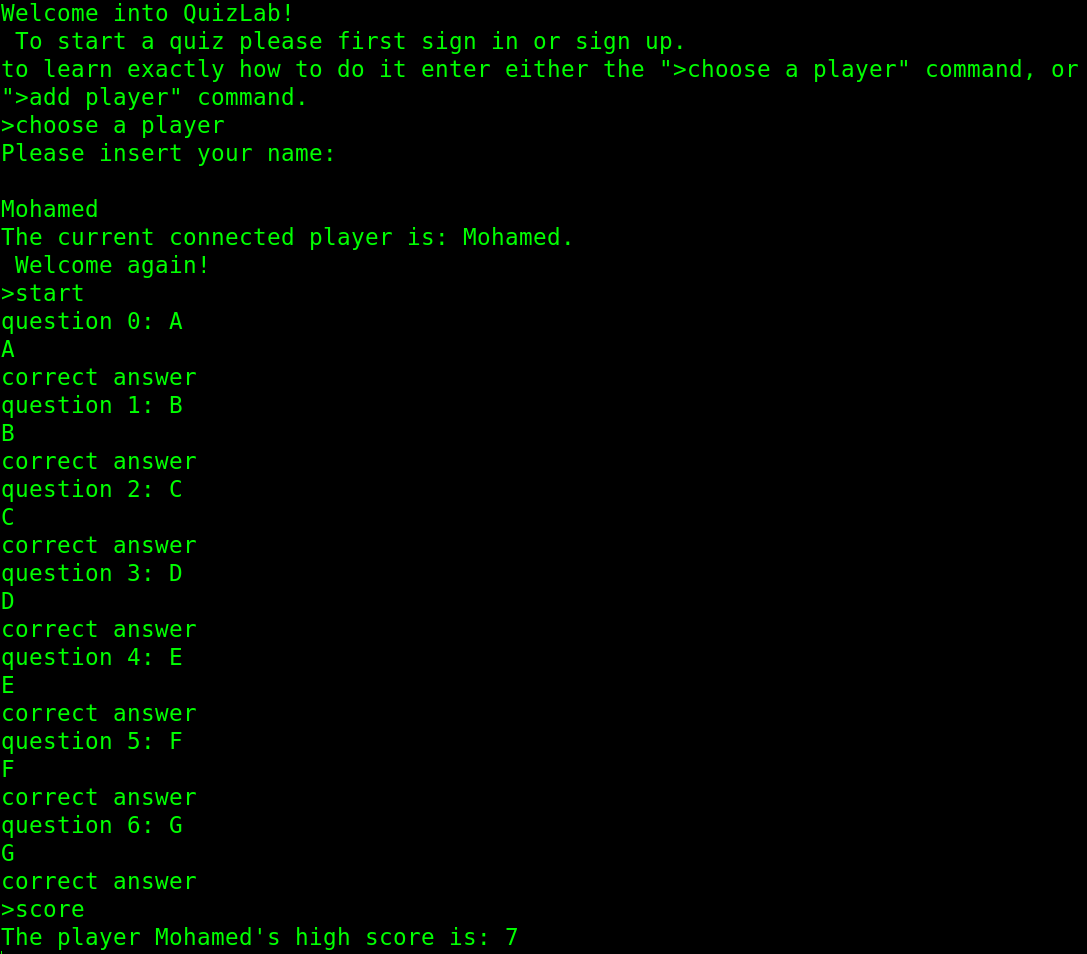 Welcome into QuizLab!
 To start a quiz please first sign in or sign up.
to learn exactly how to do it enter either the ">choose a player" command, or
">add player" command.
>choose a player
Please insert your name:

Mohamed
The current connected player is: Mohamed.
 Welcome again!
>start
question 0: A
A
correct answer
question 1: B
B
correct answer
question 2: C
C
correct answer
question 3: D
D
correct answer
question 4: E
E
correct answer
question 5: F
F
correct answer
question 6: G
G
correct answer
>score
The player Mohamed's high score is: 7